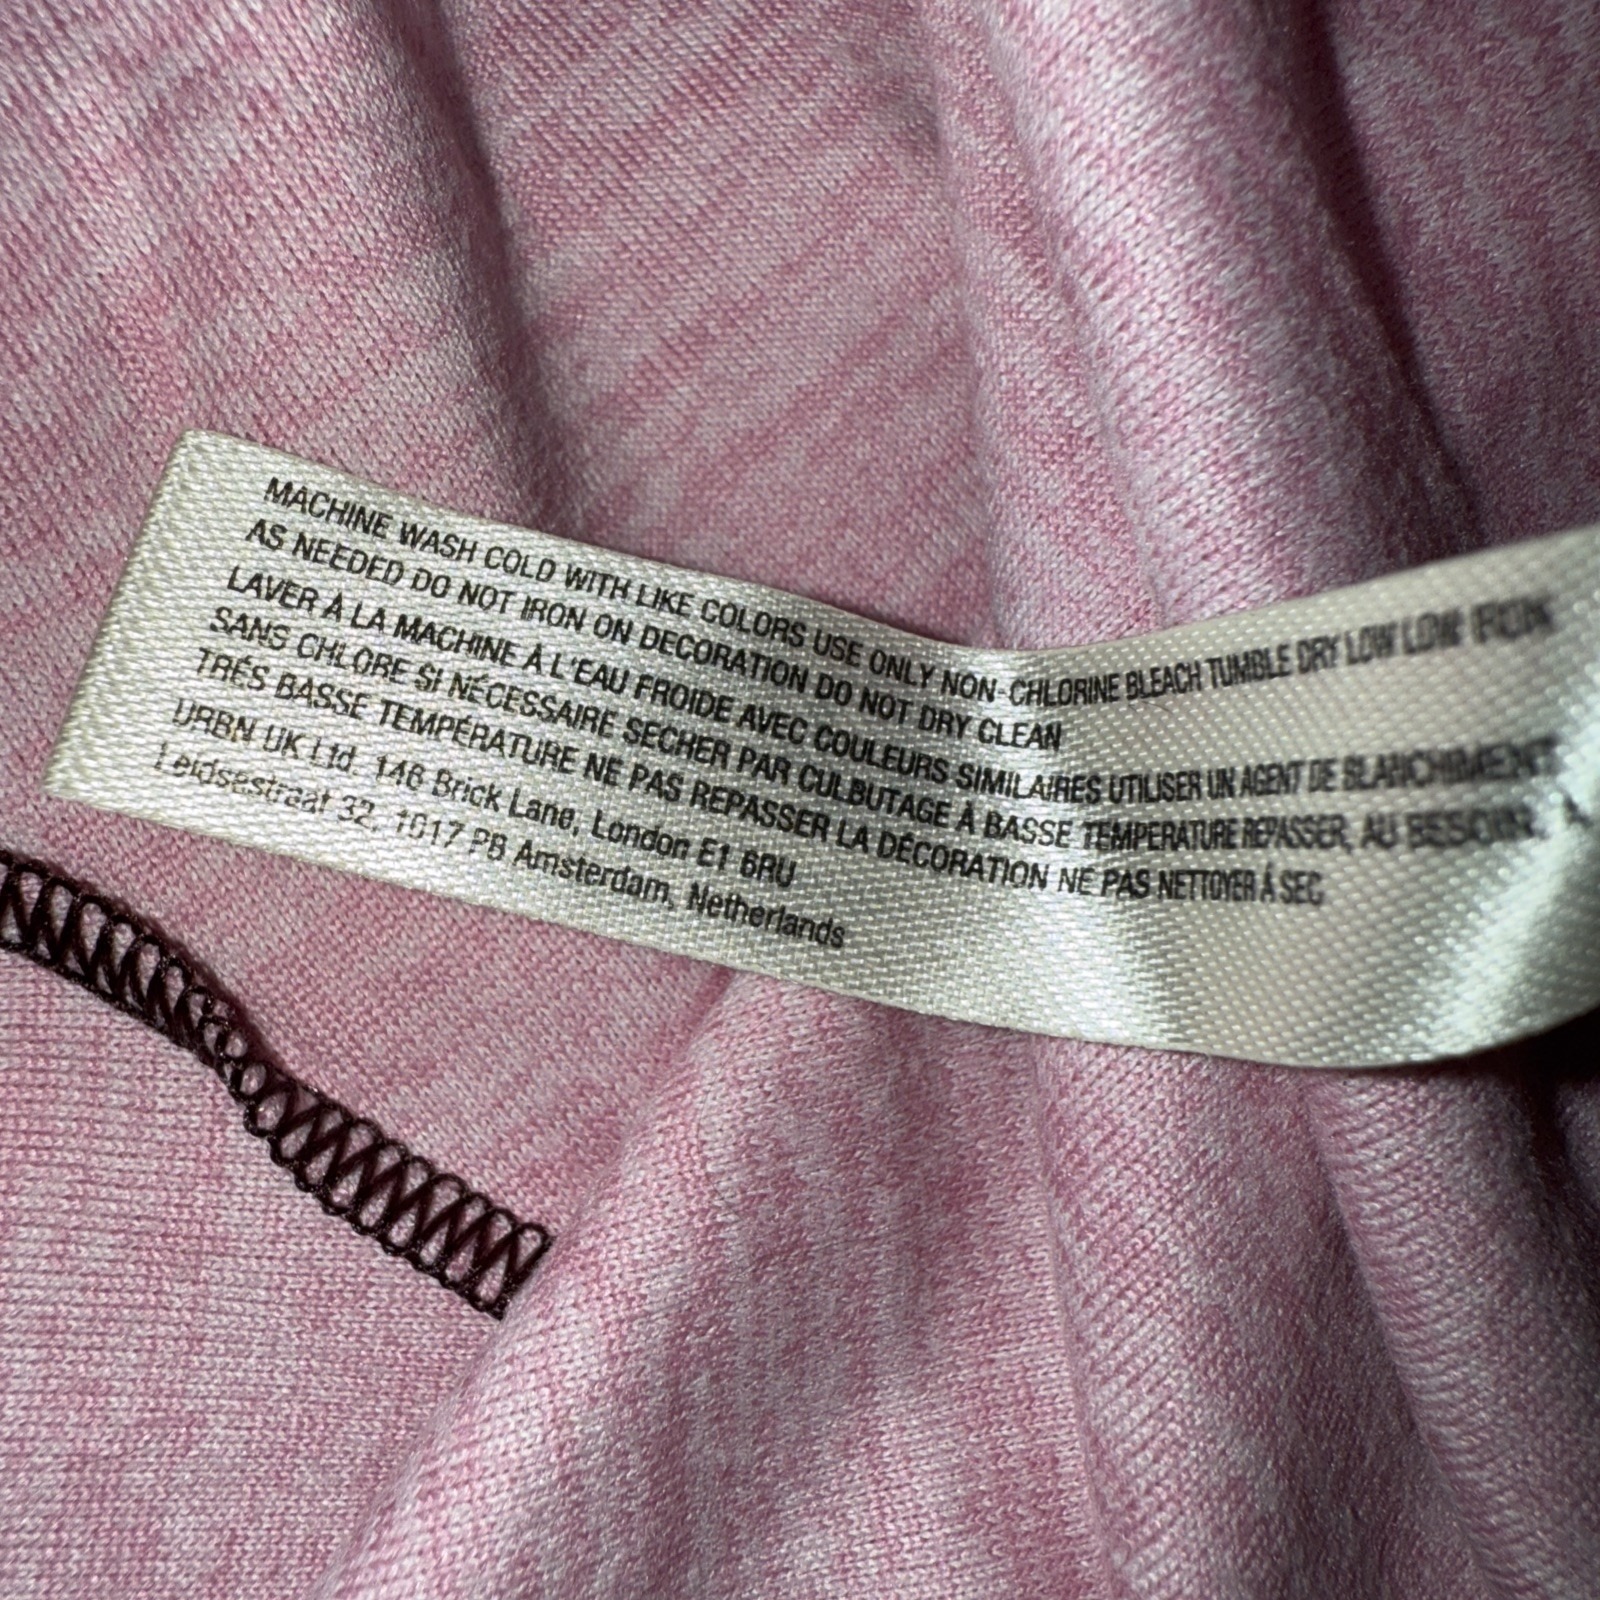 MACHINE WASH COLD WITH LIKE COLORS USE ONLY NON-CHLORINE BLEACH TUMBLE DRY LOW LOW IRON
AS NEEDED DO NOT IRON ON DECORATION DO NOT DRY CLEAN
LAVER À LA MACHINE À L'EAU FROIDE AVEC COULEURS SIMILAIRES UTILISER UN AGENT DE BLANCHIMENT
SANS CHLORE SI NÉCESSAIRE SECHER PAR CULBUTAGE À BASSE TEMPERATURE REPASSER, AU BESOIN, À
TRÉS BASSE TEMPÉRATURE NE PAS REPASSER LA DÉCORATION NE PAS NETTOYER À SEC
URBN UK Ltd. 146 Brick Lane, London E1 6RU
Leidsestraat 32, 1017 PB Amsterdam, Netherlands